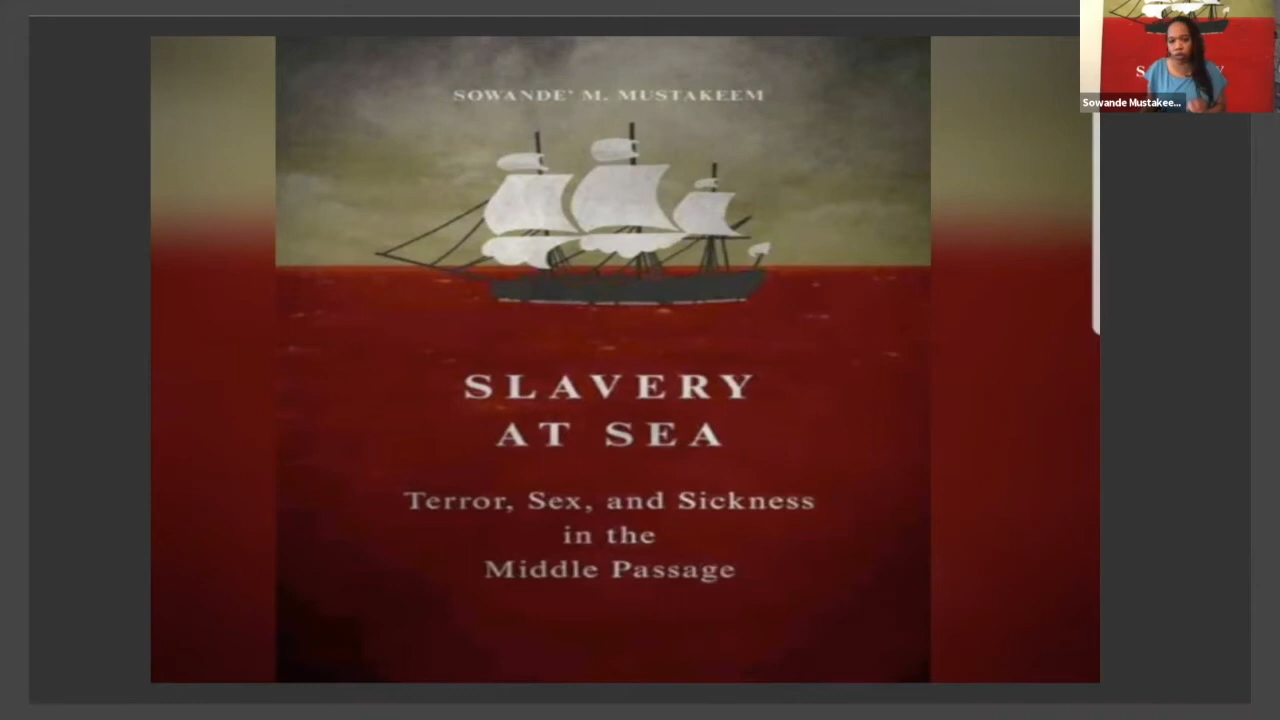 SOWANDE' M. MUSTAKEEM
SLAVERY
AT SEA
Terror, Sex, and Sickness
in the
Middle Passage
S Y
Sowande Mustakee...